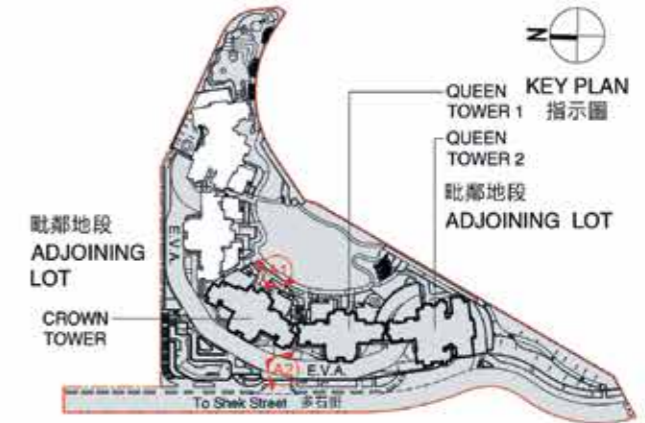 N
KEY PLAN
指示圖
QUEEN
TOWER 1
QUEEN
TOWER 2
毗鄰地段
ADJOINING LOT
毗鄰地段
ADJOINING
LOT
E.V.A.
A1
CROWN
TOWER
A2
E.V.A.
To Shek Street 多石街